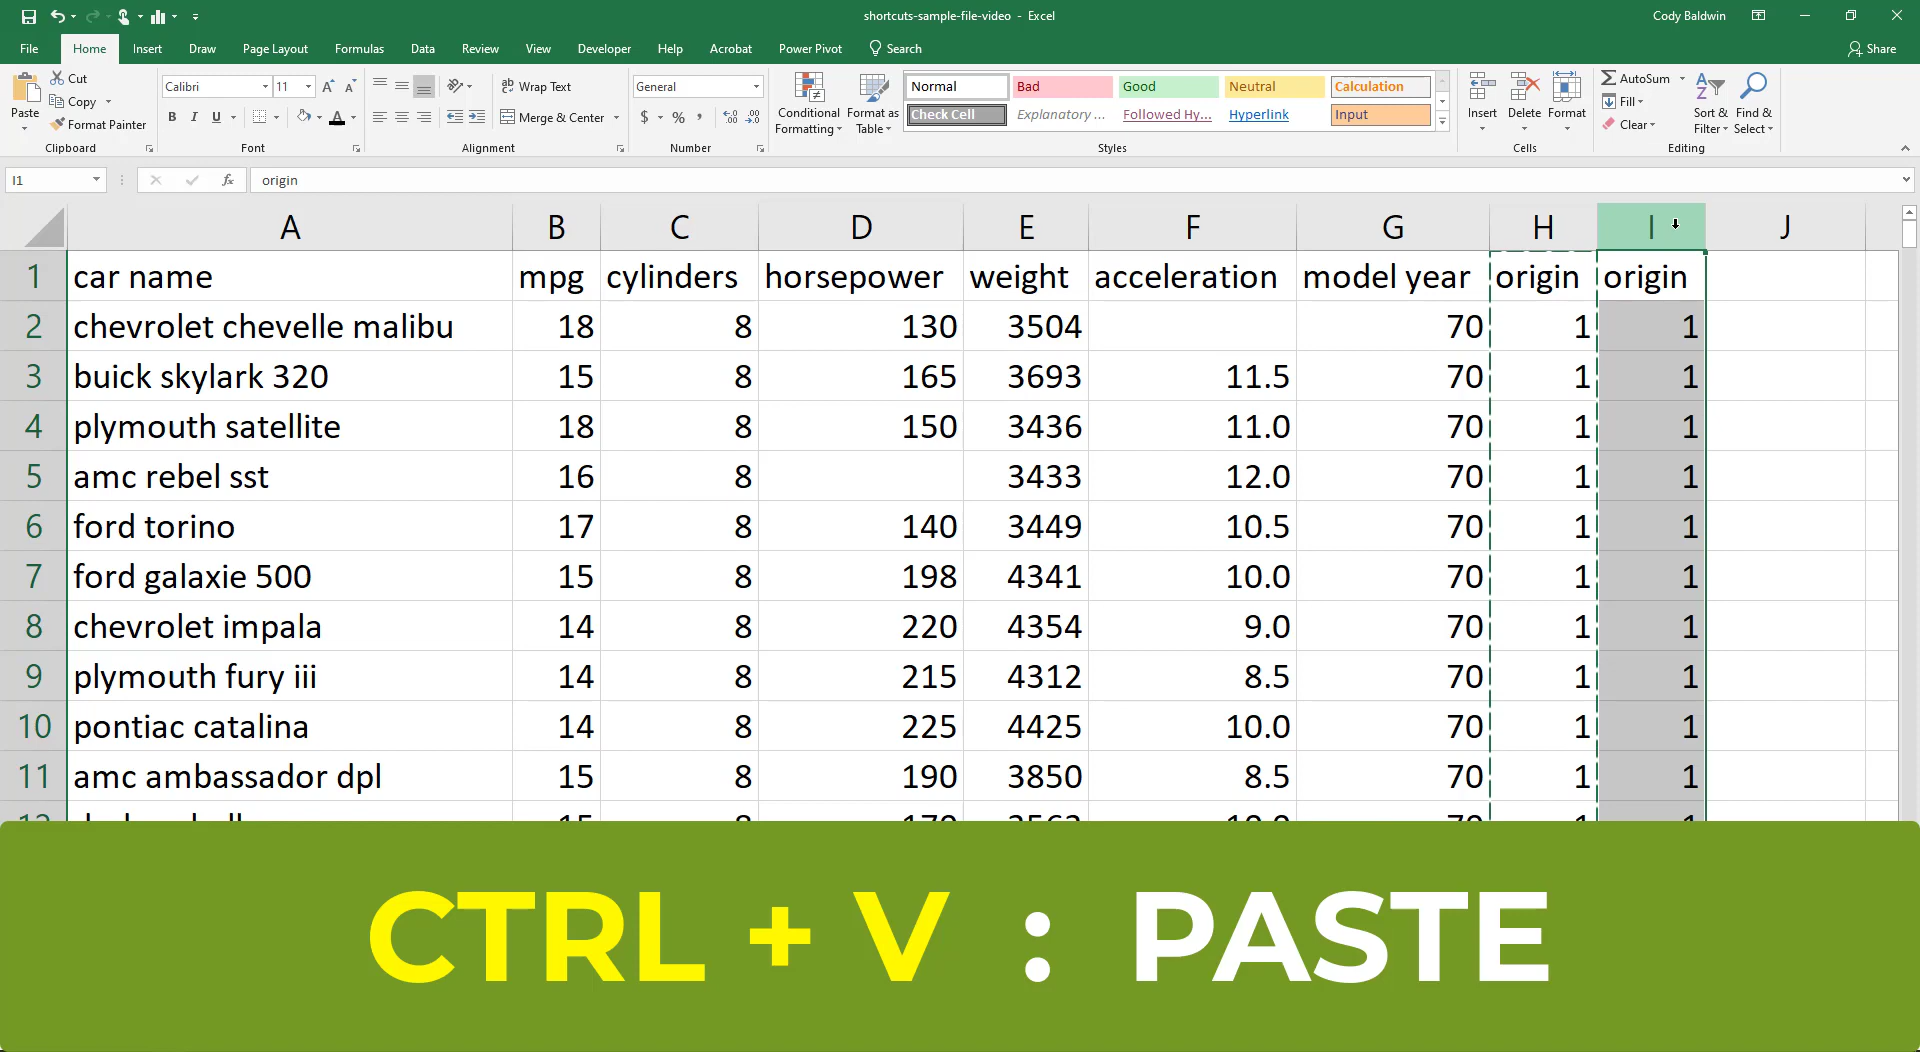 shortcuts-sample-file-video - Excel
Cody Baldwin
File Home Insert Draw Page Layout Formulas Data Review View Developer Help Acrobat Power Pivot Search
Share
Paste
Cut
Copy
Format Painter
Clipboard
Calibri 11
B I U
Font
Wrap Text
Merge & Center
Alignment
General
$ % ,
Number
Conditional Formatting
Format as Table
Normal Bad Good Neutral Calculation
Check Cell Explanatory ... Followed Hy... Hyperlink Input
Styles
Insert Delete Format
Cells
AutoSum
Fill
Clear
Sort & Filter
Find & Select
Editing
I1
fx
origin
A B C D E F G H I J
1 car name mpg cylinders horsepower weight acceleration model year origin origin
2 chevrolet chevelle malibu 18 8 130 3504 70 1 1
3 buick skylark 320 15 8 165 3693 11.5 70 1 1
4 plymouth satellite 18 8 150 3436 11.0 70 1 1
5 amc rebel sst 16 8 3433 12.0 70 1 1
6 ford torino 17 8 140 3449 10.5 70 1 1
7 ford galaxie 500 15 8 198 4341 10.0 70 1 1
8 chevrolet impala 14 8 220 4354 9.0 70 1 1
9 plymouth fury iii 14 8 215 4312 8.5 70 1 1
10 pontiac catalina 14 8 225 4425 10.0 70 1 1
11 amc ambassador dpl 15 8 190 3850 8.5 70 1 1
CTRL + V : PASTE